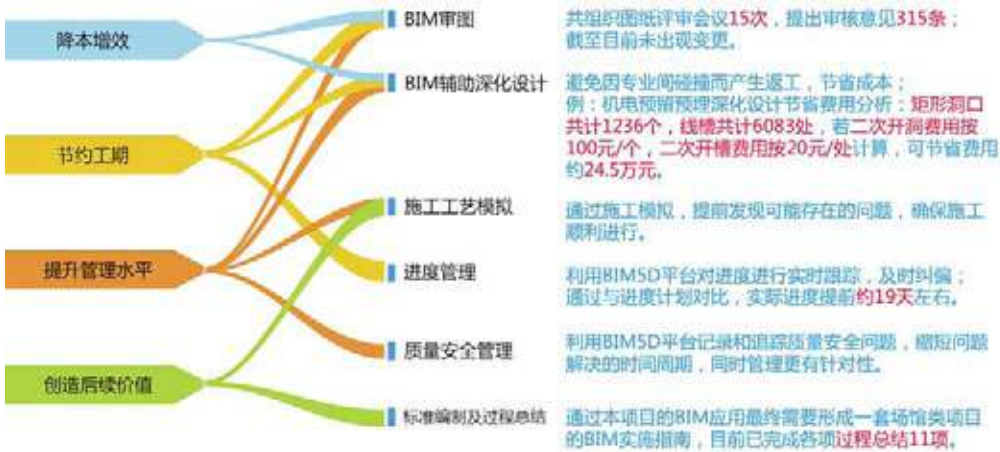 降本增效
节约工期
提升管理水平
创造后续价值
BIM审图
共组织图纸评审会议15次，提出审核意见315条；
截至目前未出现变更。
BIM辅助深化设计
避免因专业间碰撞而产生返工，节省成本；
例：机电预留预埋深化设计节省费用分析：矩形洞口
共计1236个，线槽共计6083处，若二次开洞费用按
100元/个，二次开槽费用按20元/处计算，可节省费用
约24.5万元。
施工工艺模拟
通过施工模拟，提前发现可能存在的问题，确保施工
顺利进行。
进度管理
利用BIM5D平台对进度进行实时跟踪，及时纠偏；
通过与进度计划对比，实际进度提前约19天左右。
质量安全管理
利用BIM5D平台记录和追踪质量安全问题，缩短问题
解决的时间周期，同时管理更有针对性。
标准编制及过程总结
通过本项目的BIM应用最终需要形成一套场馆类项目
的BIM实施指南，目前已完成各项过程总结11项。